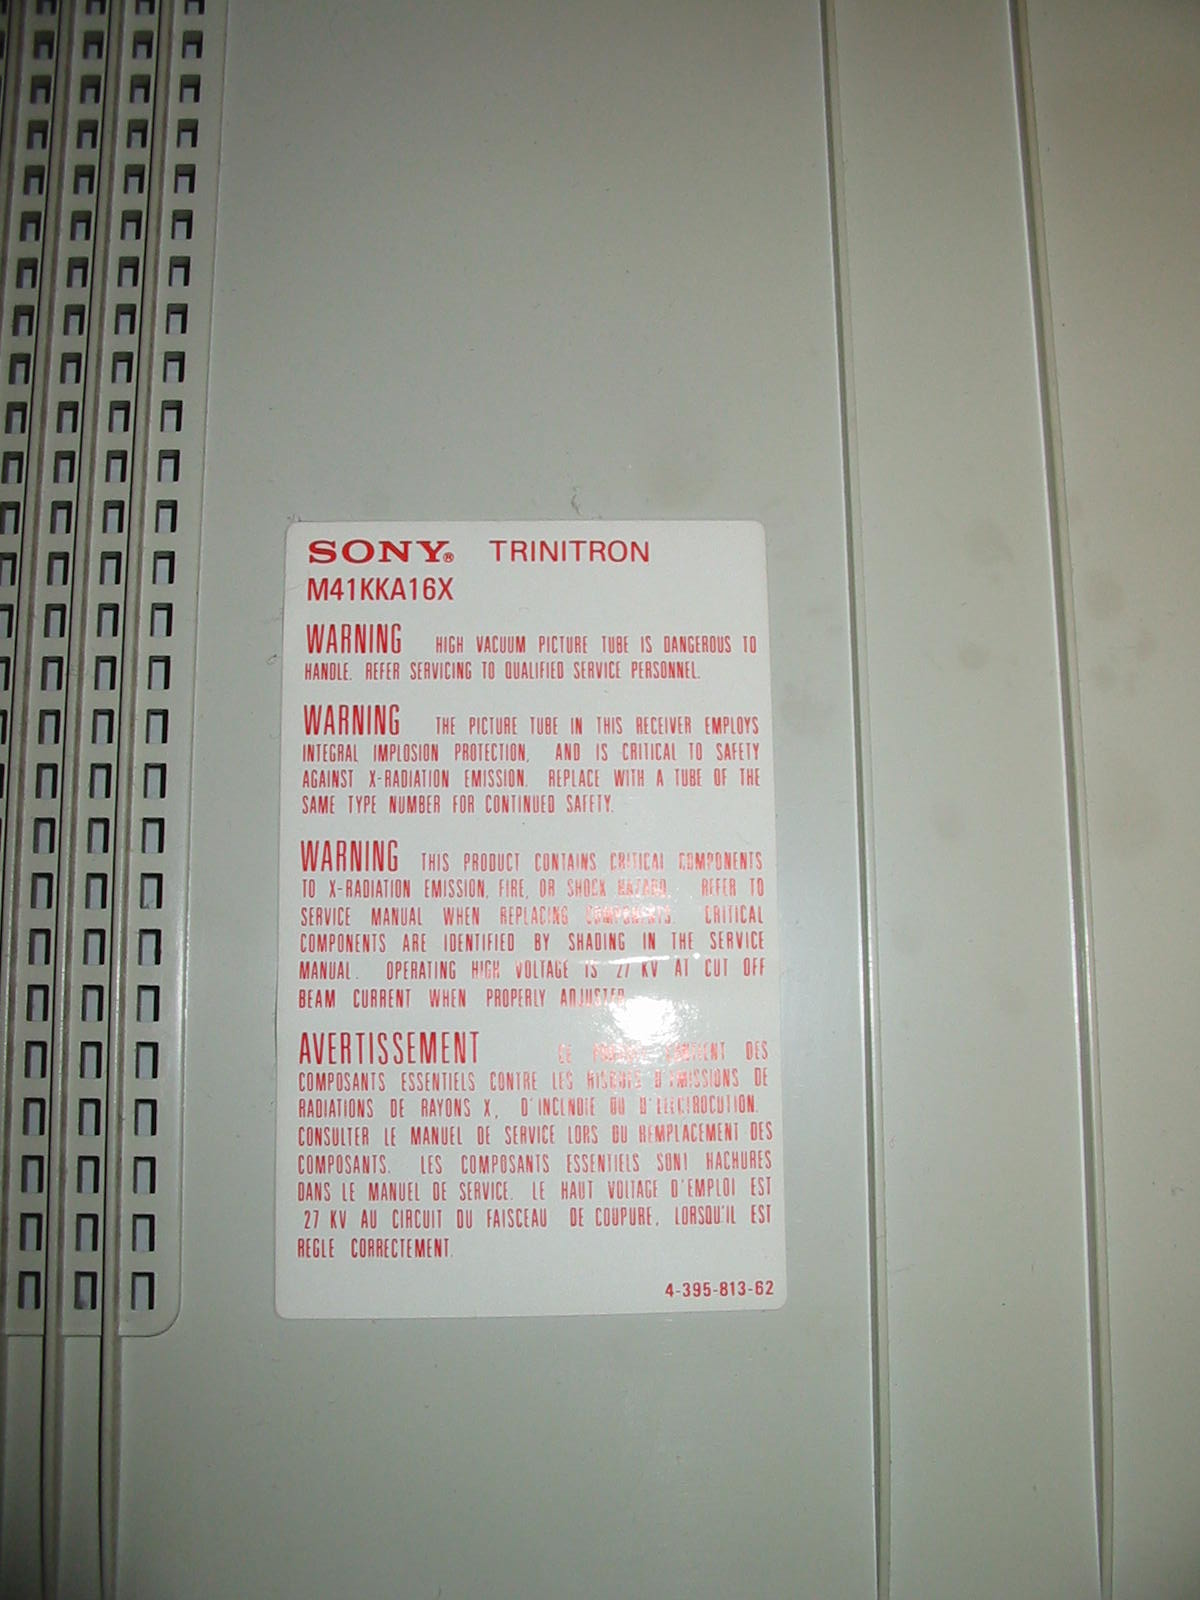 SONY® TRINITRON
M41KKA16X
WARNING HIGH VACUUM PICTURE TUBE IS DANGEROUS TO
HANDLE. REFER SERVICING TO QUALIFIED SERVICE PERSONNEL.
WARNING THE PICTURE TUBE IN THIS RECEIVER EMPLOYS
INTEGRAL IMPLOSION PROTECTION, AND IS CRITICAL TO SAFETY
AGAINST X-RADIATION EMISSION. REPLACE WITH A TUBE OF THE
SAME TYPE NUMBER FOR CONTINUED SAFETY.
WARNING THIS PRODUCT CONTAINS CRITICAL COMPONENTS
TO X-RADIATION EMISSION, FIRE, OR SHOCK HAZARD. REFER TO
SERVICE MANUAL WHEN REPLACING COMPONENTS. CRITICAL
COMPONENTS ARE IDENTIFIED BY SHADING IN THE SERVICE
MANUAL. OPERATING HIGH VOLTAGE IS 27 KV AT CUT OFF
BEAM CURRENT WHEN PROPERLY ADJUSTED.
AVERTISSEMENT CE PRODUIT CONTIENT DES
COMPOSANTS ESSENTIELS CONTRE LES RISQUES D'EMISSIONS DE
RADIATIONS DE RAYONS X, D'INCENDIE OU D'ELECTROCUTION.
CONSULTER LE MANUEL DE SERVICE LORS DU REMPLACEMENT DES
COMPOSANTS. LES COMPOSANTS ESSENTIELS SONT HACHURES
DANS LE MANUEL DE SERVICE. LE HAUT VOLTAGE D'EMPLOI EST
27 KV AU CIRCUIT DU FAISCEAU DE COUPURE, LORSQU'IL EST
REGLE CORRECTEMENT.
4-395-813-62